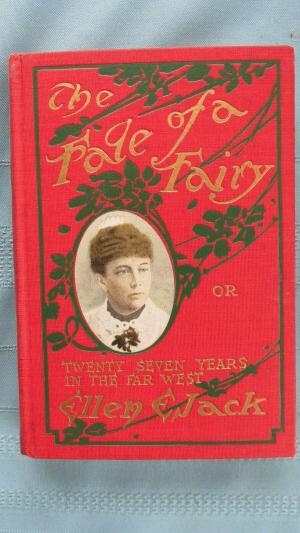 The
Fate of a
Fairy
OR
TWENTY SEVEN YEARS
IN THE FAR WEST
Ellen E. Jack